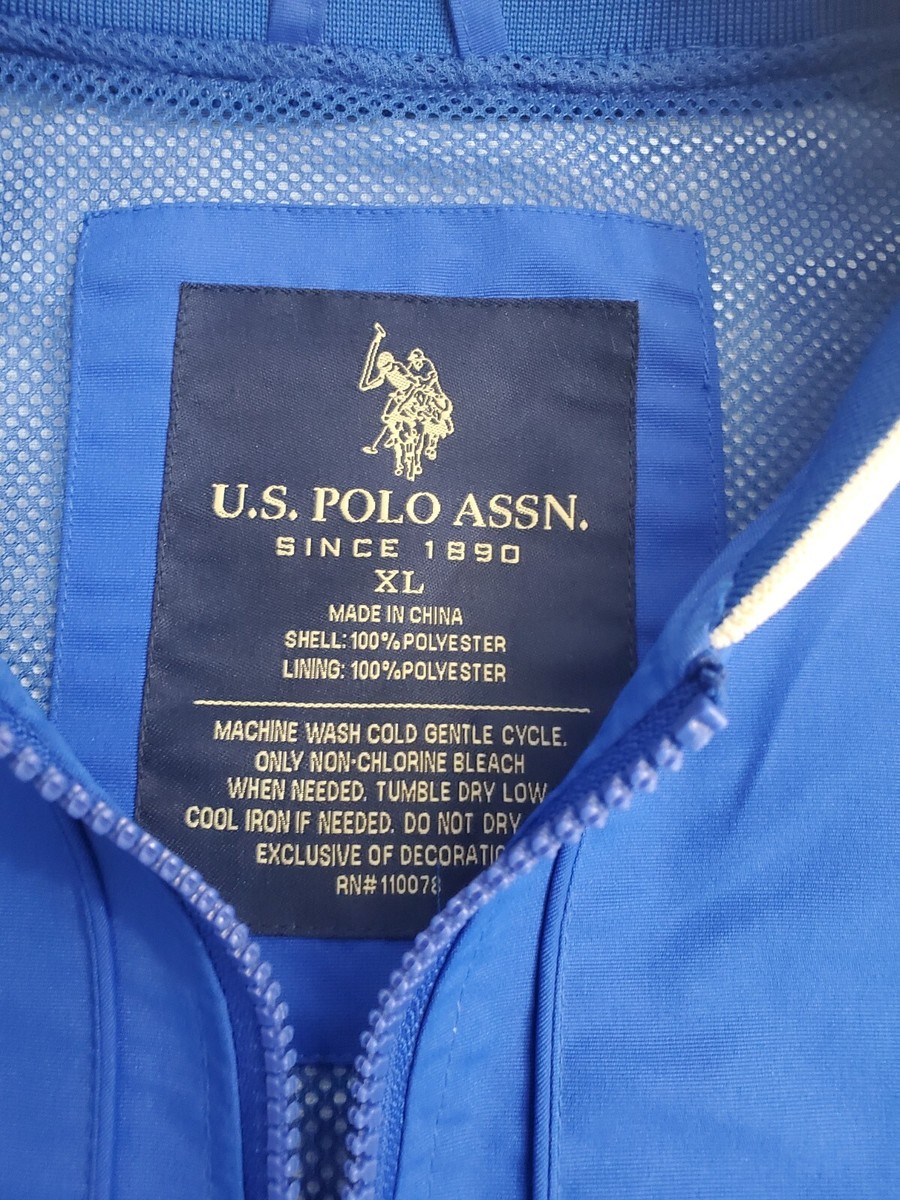 U.S. POLO ASSN.
SINCE 1890
XL
MADE IN CHINA
SHELL: 100% POLYESTER
LINING: 100% POLYESTER
MACHINE WASH COLD GENTLE CYCLE.
ONLY NON-CHLORINE BLEACH
WHEN NEEDED. TUMBLE DRY LOW
COOL IRON IF NEEDED. DO NOT DRY
EXCLUSIVE OF
RN# 110078